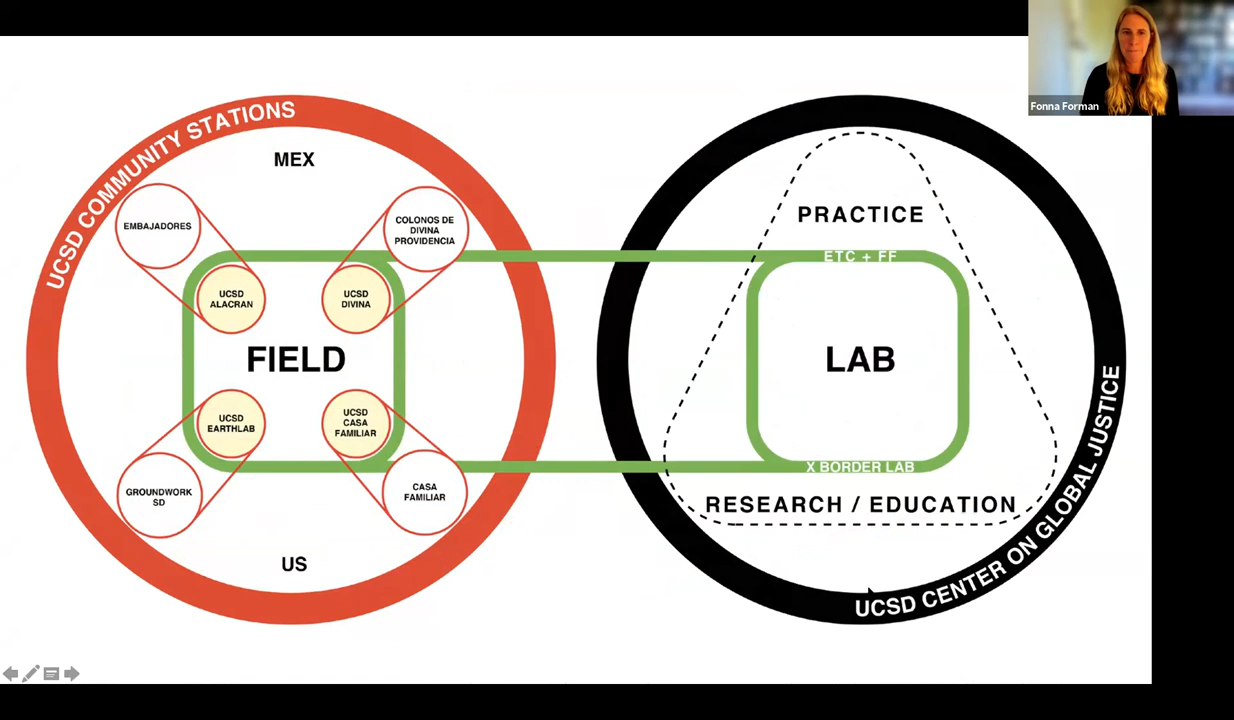 Fonna Forman
UCSD COMMUNITY STATIONS
MEX
EMBAJADORES
COLONOS DE
DIVINA
PROVIDENCIA
UCSD
ALACRAN
UCSD
DIVINA
FIELD
UCSD
EARTHLAB
UCSD
CASA
FAMILIAR
GROUNDWORK
SD
CASA
FAMILIAR
US
PRACTICE
ETC + FF
LAB
X BORDER LAB
RESEARCH / EDUCATION
UCSD CENTER ON GLOBAL JUSTICE